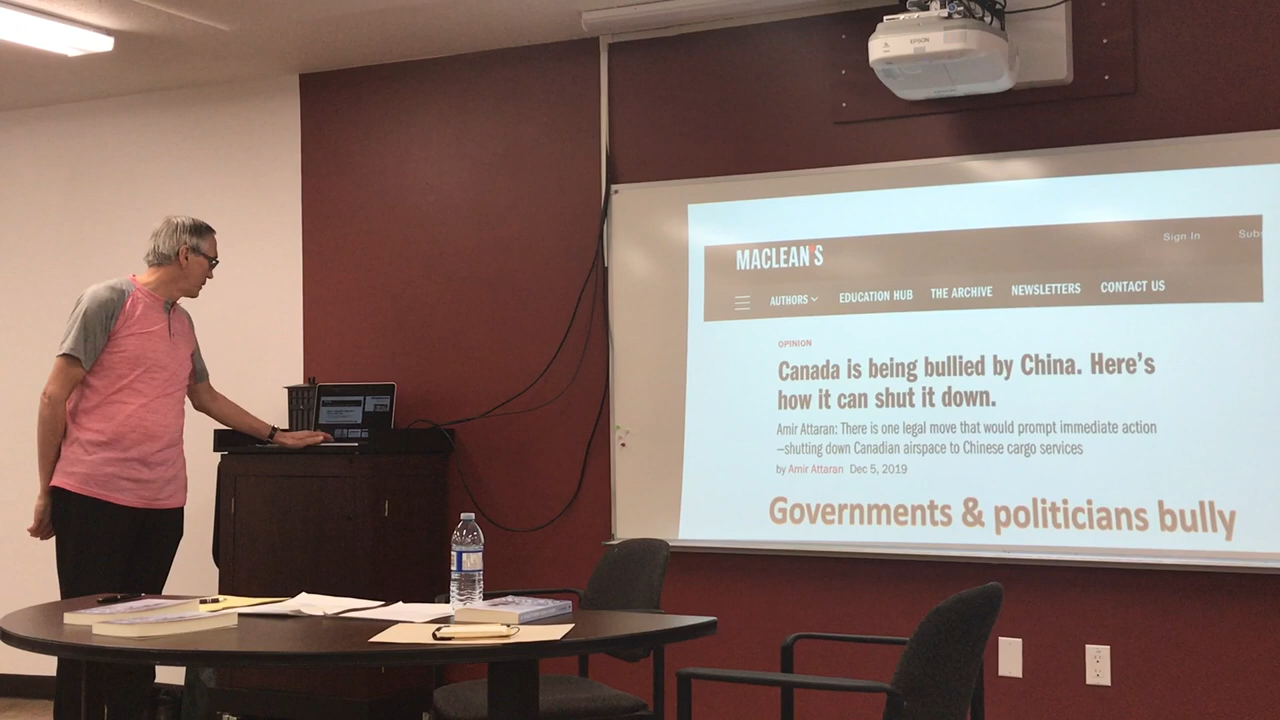 EPSON
Sign In
Subs
MACLEAN'S
AUTHORS EDUCATION HUB THE ARCHIVE NEWSLETTERS CONTACT US
OPINION
Canada is being bullied by China. Here's
how it can shut it down.
Amir Attaran: There is one legal move that would prompt immediate action
—shutting down Canadian airspace to Chinese cargo services
by Amir Attaran Dec 5, 2019
Governments & politicians bully